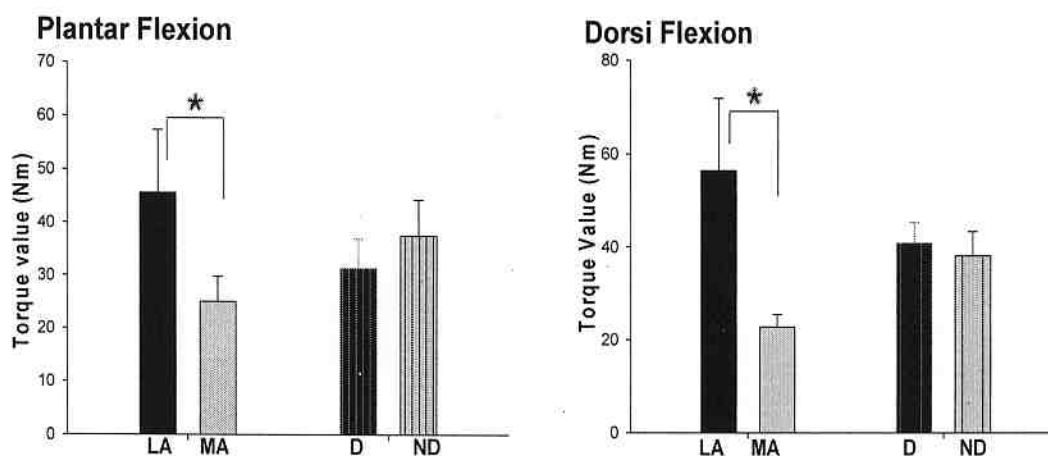 Plantar Flexion
70
60
50
40
30
20
10
0
Torque value (Nm)
*
LA MA D ND
Dorsi Flexion
80
60
40
20
0
Torque Value (Nm)
*
LA MA D ND